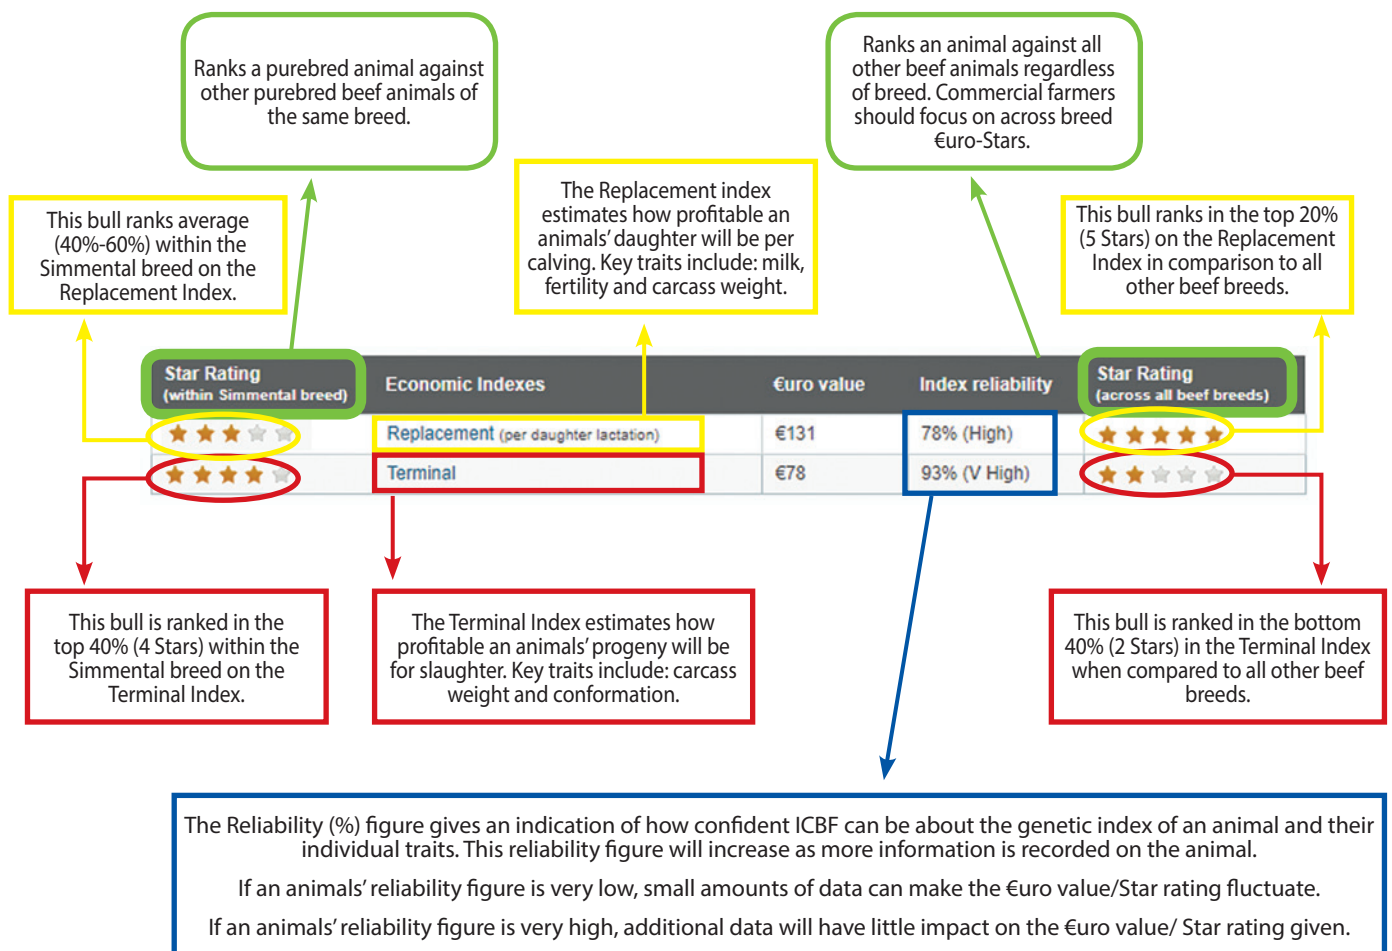 Ranks a purebred animal against
other purebred beef animals of
the same breed.
Ranks an animal against all
other beef animals regardless
of breed. Commercial farmers
should focus on across breed
€uro-Stars.
This bull ranks average
(40%-60%) within the
Simmental breed on the
Replacement Index.
The Replacement index
estimates how profitable an
animals’ daughter will be per
calving. Key traits include: milk,
fertility and carcass weight.
This bull ranks in the top 20%
(5 Stars) on the Replacement
Index in comparison to all
other beef breeds.
Star Rating
(within Simmental breed)
Economic Indexes
€uro value
Index reliability
Star Rating
(across all beef breeds)
Replacement (per daughter lactation)
€131
78% (High)
Terminal
€78
93% (V High)
This bull is ranked in the
top 40% (4 Stars) within the
Simmental breed on the
Terminal Index.
The Terminal Index estimates how
profitable an animals’ progeny will be
for slaughter. Key traits include: carcass
weight and conformation.
This bull is ranked in the bottom
40% (2 Stars) in the Terminal Index
when compared to all other beef
breeds.
The Reliability (%) figure gives an indication of how confident ICBF can be about the genetic index of an animal and their
individual traits. This reliability figure will increase as more information is recorded on the animal.
If an animals’ reliability figure is very low, small amounts of data can make the €uro value/Star rating fluctuate.
If an animals’ reliability figure is very high, additional data will have little impact on the €uro value/ Star rating given.